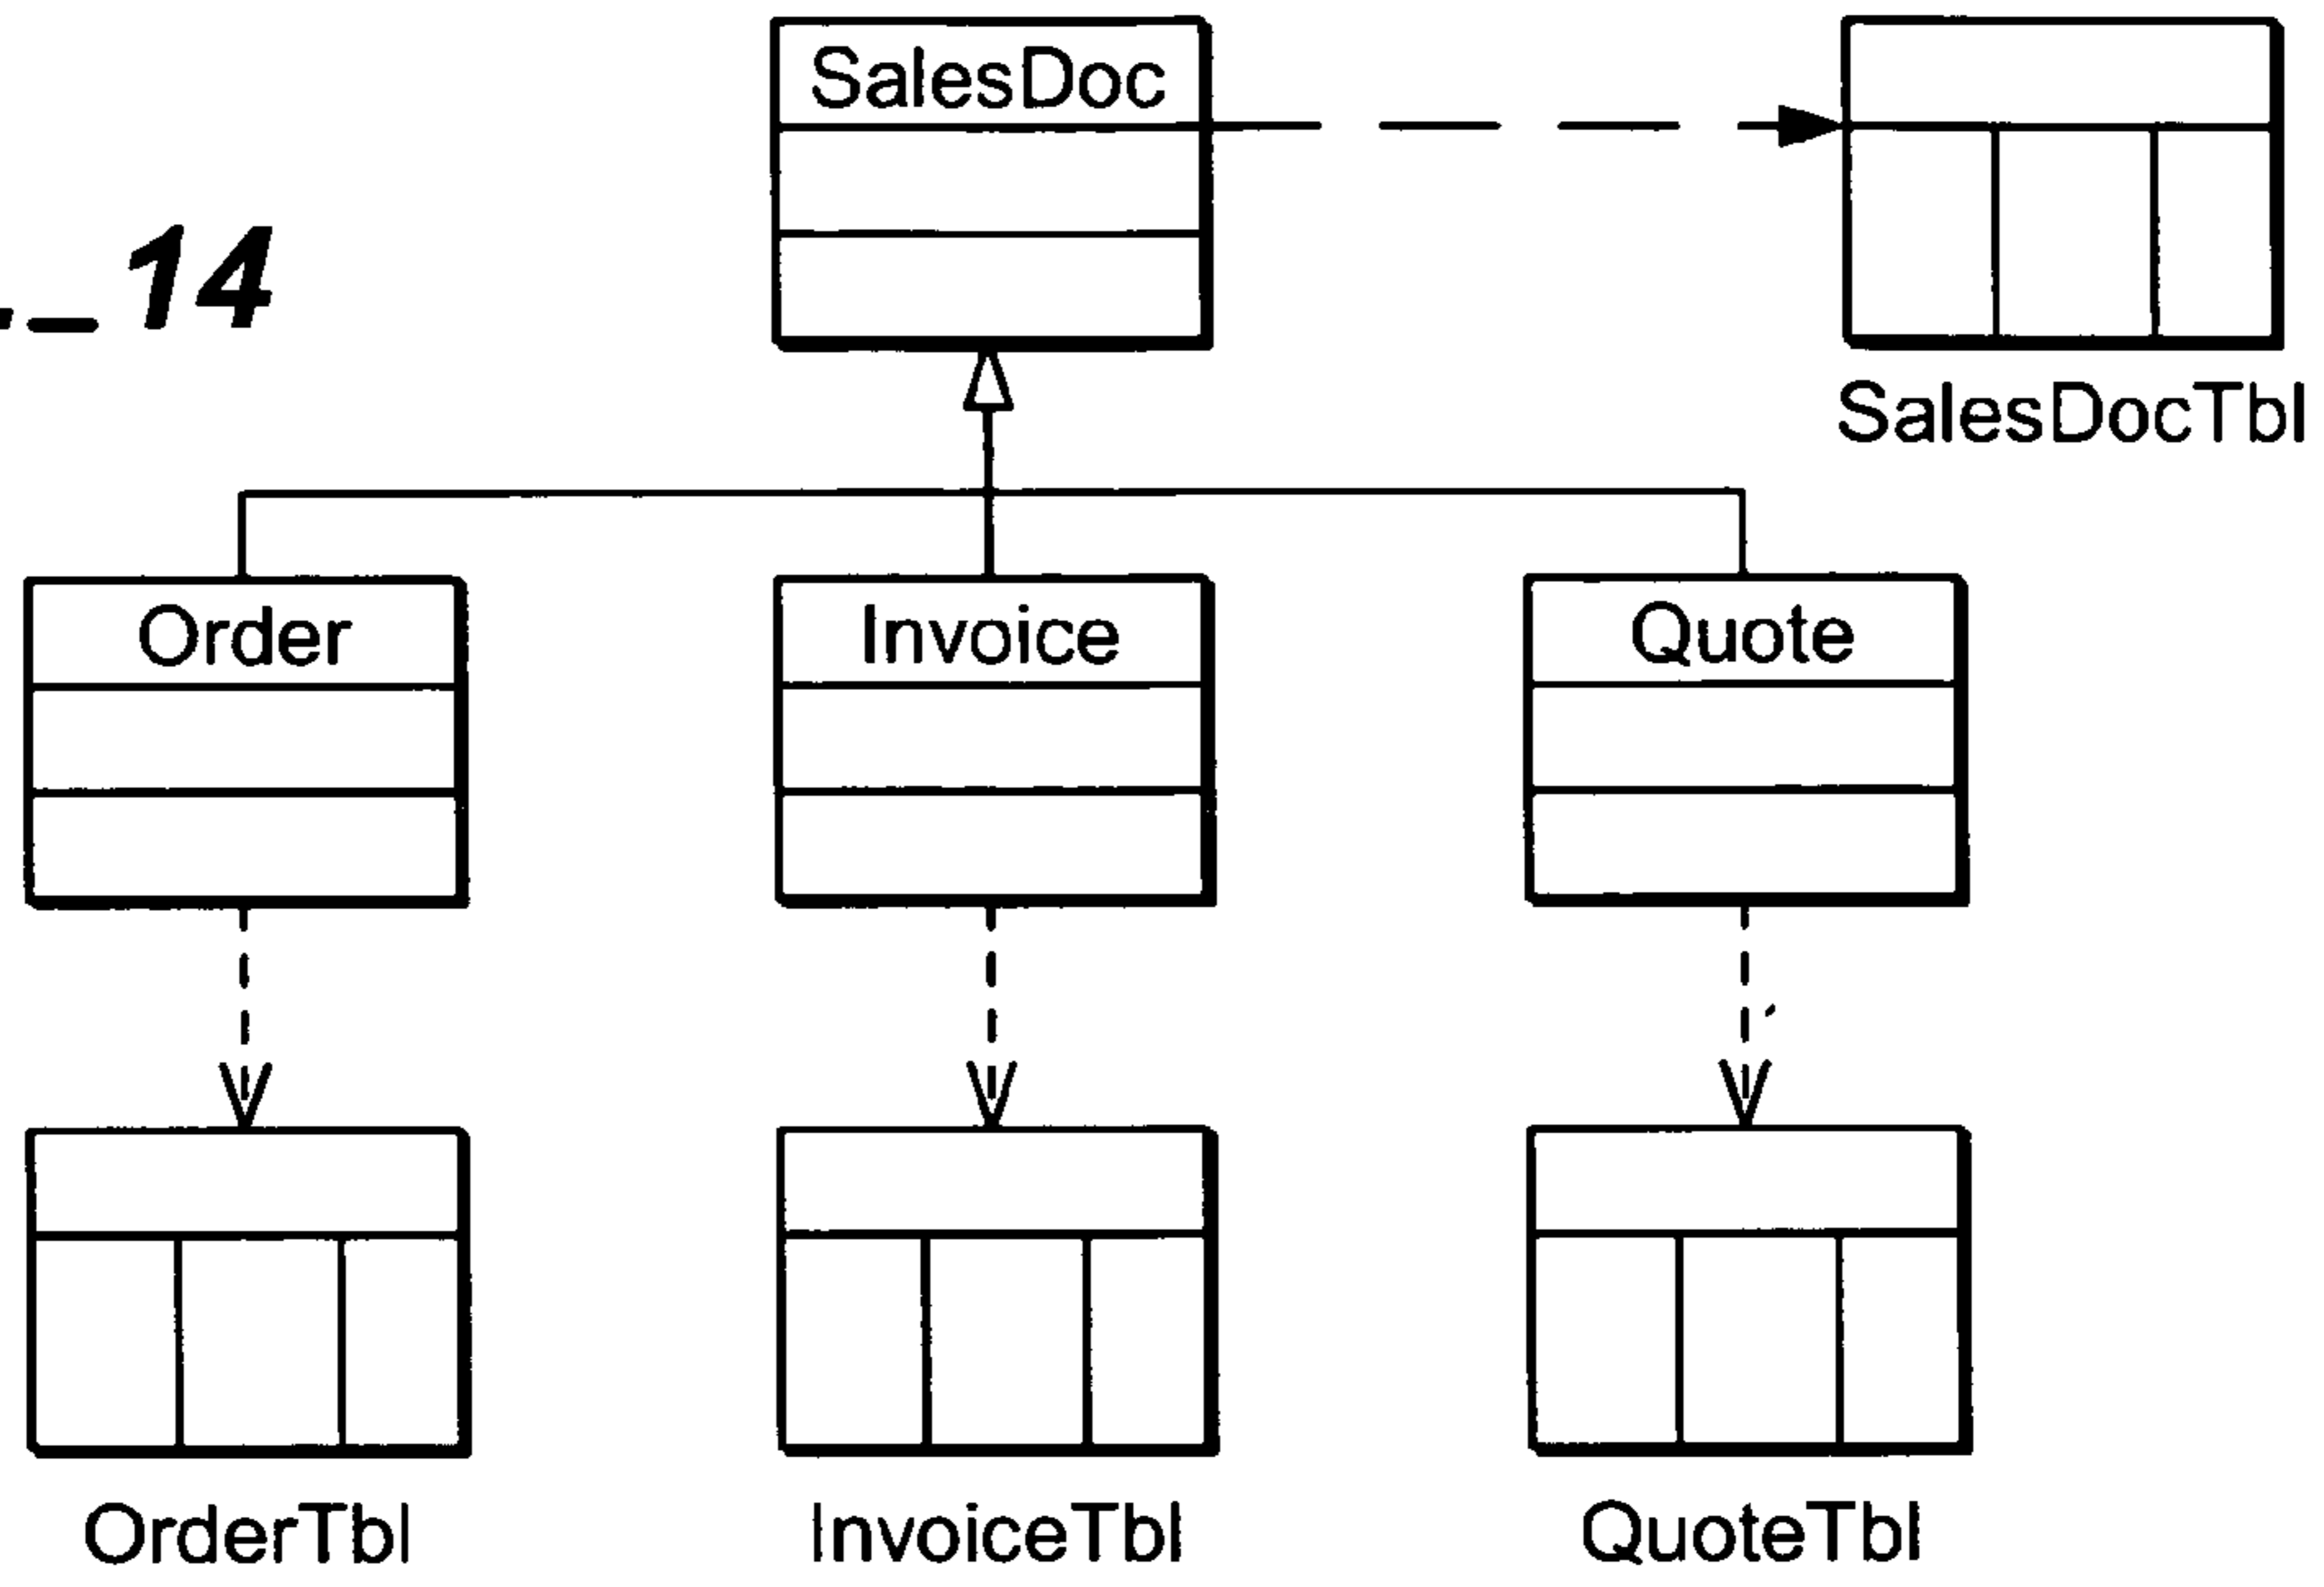 SalesDoc
14
SalesDocTbl
Order Invoice Quote
OrderTbl InvoiceTbl QuoteTbl